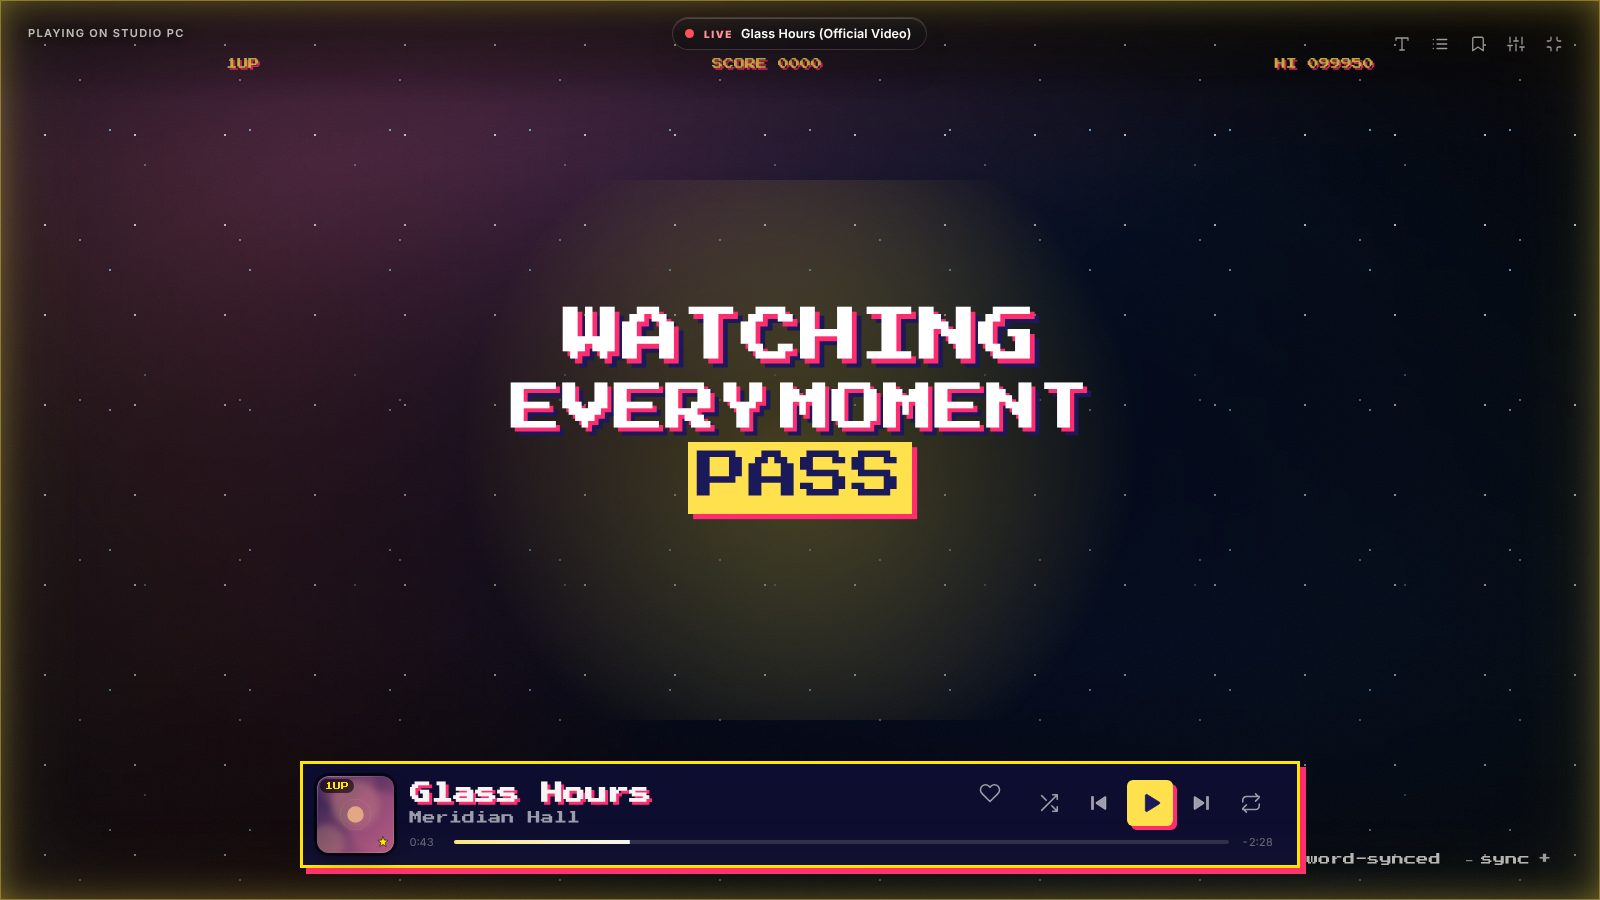 PLAYING ON STUDIO PC
LIVE Glass Hours (Official Video)
1UP
SCORE 0000
HI 099950
WATCHING
EVERY MOMENT
PASS
1UP
Glass Hours
Meridian Hall
0:43
-2:28
word-synced
- sync +